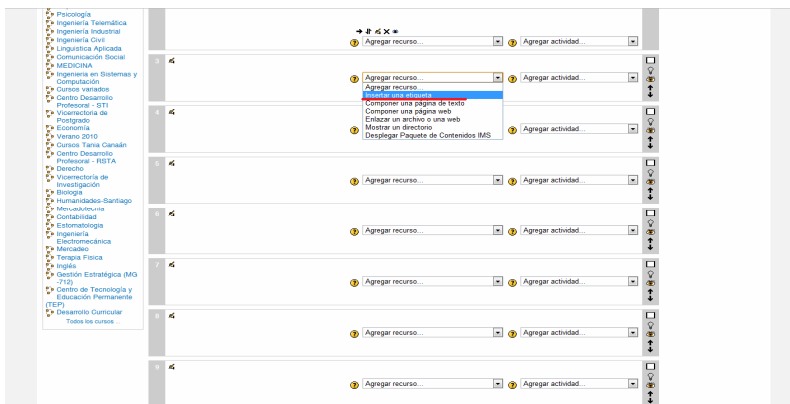 Psicología
Ingeniería Telemática
Ingeniería Industrial
Ingeniería Civil
Linguistica Aplicada
Comunicación Social
MEDICINA
Ingenieria en Sistemas y
Computación
Cursos variados
Centro Desarrollo
Profesoral - STI
Vicerrectoria de
Postgrado
Economía
Verano 2010
Cursos Tania Canaán
Centro Desarrollo
Profesoral - RSTA
Derecho
Vicerrectoría de
Investigación
Biologia
Humanidades-Santiago
Mercadotecnia
Contabilidad
Estomatologia
Ingeniería
Electromecánica
Mercadeo
Terapia Fisica
Inglés
Gestión Estratégica (MG
-712)
Centro de Tecnología y
Educación Permanente
(TEP)
Desarrollo Curricular
Todos los cursos ...
Agregar recurso... Agregar actividad...
3
Agregar recurso... Agregar actividad...
Agregar recurso...
Insertar una etiqueta
Componer una página de texto
Componer una página web
Enlazar un archivo o una web
Mostrar un directorio
Desplegar Paquete de Contenidos IMS
4
Agregar actividad...
5
Agregar recurso... Agregar actividad...
6
Agregar recurso... Agregar actividad...
7
Agregar recurso... Agregar actividad...
8
Agregar recurso... Agregar actividad...
9
Agregar recurso... Agregar actividad...